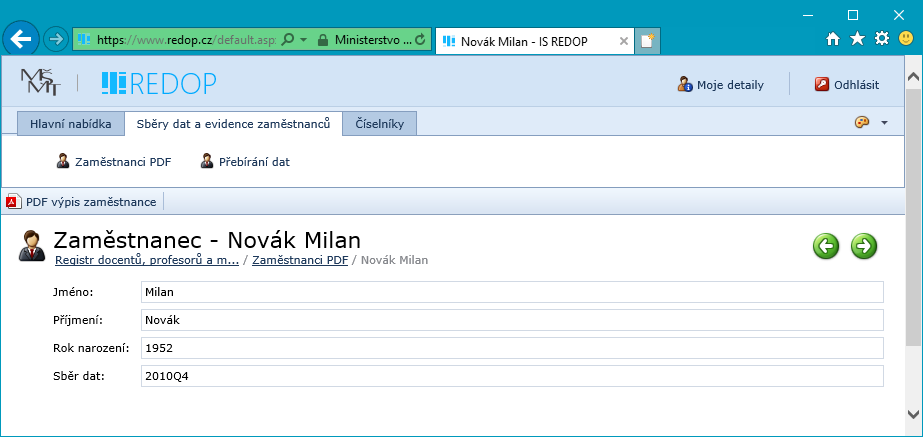 https://www.redop.cz/default.asp Ministerstvo ... Novák Milan - IS REDOP
MŠMT REDOP Moje detaily Odhlásit
Hlavní nabídka Sběry dat a evidence zaměstnanců Číselníky
Zaměstnanci PDF Přebírání dat
PDF výpis zaměstnance
Zaměstnanec - Novák Milan
Registr docentů, profesorů a m... / Zaměstnanci PDF / Novák Milan
Jméno: Milan
Příjmení: Novák
Rok narození: 1952
Sběr dat: 2010Q4